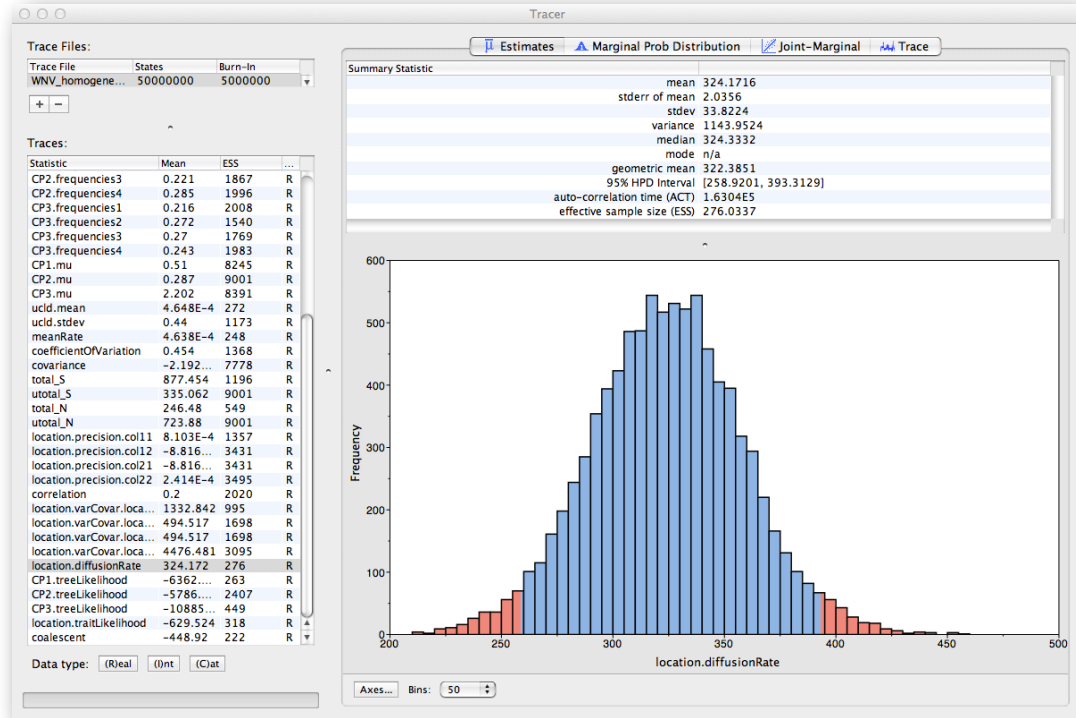 Tracer
Trace Files:
Trace File States Burn-In
WNV_homogene... 50000000 5000000
+ −
Traces:
Statistic Mean ESS ...
CP2.frequencies3 0.221 1867 R
CP2.frequencies4 0.285 1996 R
CP3.frequencies1 0.216 2008 R
CP3.frequencies2 0.272 1540 R
CP3.frequencies3 0.27 1769 R
CP3.frequencies4 0.243 1983 R
CP1.mu 0.51 8245 R
CP2.mu 0.287 9001 R
CP3.mu 2.202 8391 R
ucld.mean 4.648E-4 272 R
ucld.stdev 0.44 1173 R
meanRate 4.638E-4 248 R
coefficientOfVariation 0.454 1368 R
covariance -2.192... 7778 R
total_S 877.454 1196 R
utotal_S 335.062 9001 R
total_N 246.48 549 R
utotal_N 723.88 9001 R
location.precision.col11 8.103E-4 1357 R
location.precision.col12 -8.816... 3431 R
location.precision.col21 -8.816... 3431 R
location.precision.col22 2.414E-4 3495 R
correlation 0.2 2020 R
location.varCovar.loca... 1332.842 995 R
location.varCovar.loca... 494.517 1698 R
location.varCovar.loca... 494.517 1698 R
location.varCovar.loca... 4476.481 3095 R
location.diffusionRate 324.172 276 R
CP1.treeLikelihood -6362.... 263 R
CP2.treeLikelihood -5786.... 2407 R
CP3.treeLikelihood -10885... 449 R
location.traitLikelihood -629.524 318 R
coalescent -448.92 222 R
Data type: (R)eal (I)nt (C)at
Estimates Marginal Prob Distribution Joint-Marginal Trace
Summary Statistic
mean 324.1716
stderr of mean 2.0356
stdev 33.8224
variance 1143.9524
median 324.3332
mode n/a
geometric mean 322.3851
95% HPD Interval [258.9201, 393.3129]
auto-correlation time (ACT) 1.6304E5
effective sample size (ESS) 276.0337
600
500
400
300
200
100
0
Frequency
200 250 300 350 400 450 500
location.diffusionRate
Axes... Bins: 50